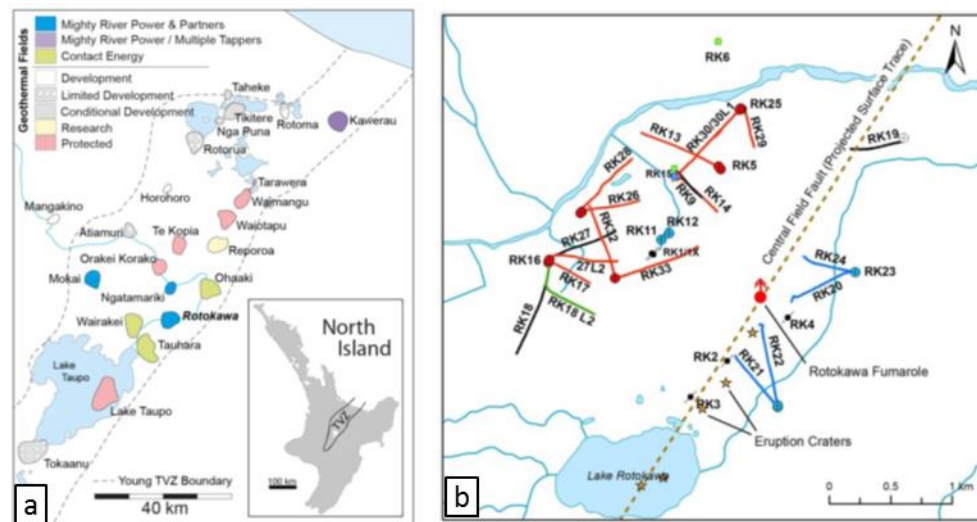 Geothermal Fields
Mighty River Power & Partners
Mighty River Power / Multiple Tappers
Contact Energy
Development
Limited Development
Conditional Development
Research
Protected
Taheke
Tikitere
Nga Puna
Rotoma
Kawerau
Rotorua
Tarawera
Horohoro
Waimangu
Mangakino
Atiamuri
Te Kopia
Waiotapu
Orakei Korako
Reporoa
Mokai
Ohaaki
Ngatamariki
Wairakei
Rotokawa
Tauhara
Lake
Taupo
Lake Taupo
Tokaanu
North
Island
TVZ
100 km
Young TVZ Boundary
40 km
a
RK6
N
RK25
RK30/30L1
RK13
RK29
RK19
RK28
RK5
RK15
RK9
RK14
RK26
RK12
RK11
RK32
RK27
RK1/1X
RK16
27L2
RK33
RK17
RK18
RK18 L2
Central Field Fault (Projected Surface Trace)
RK24
RK23
RK20
RK4
RK22
RK2
RK21
Rotokawa Fumarole
RK3
Eruption Craters
Lake Rotokawa
0
0.5
1 km
b